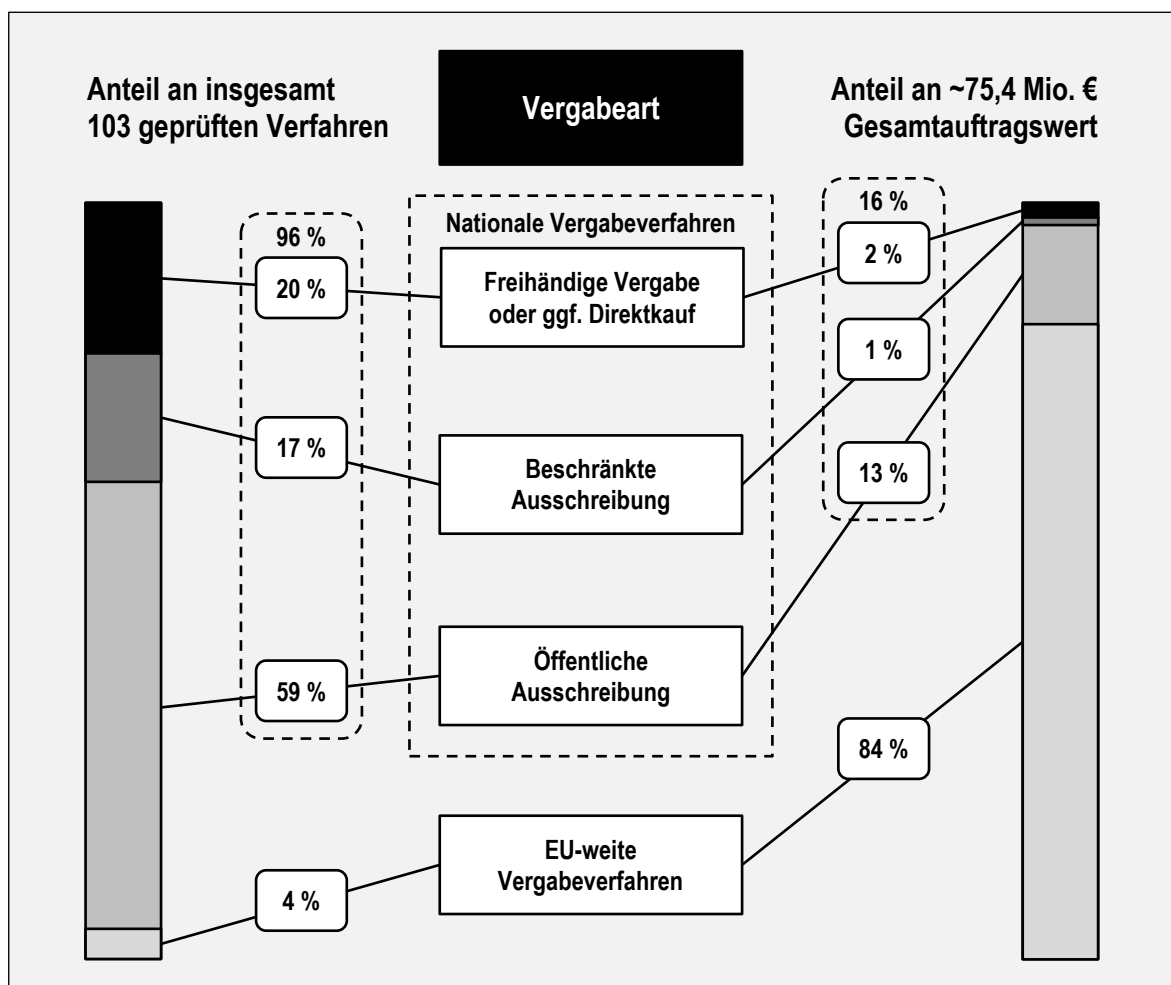 Anteil an insgesamt
103 geprüften Verfahren
Vergabeart
Anteil an ~75,4 Mio. €
Gesamtauftragswert
96 %
Nationale Vergabeverfahren
16 %
20 %
Freihändige Vergabe
oder ggf. Direktkauf
2 %
17 %
Beschränkte
Ausschreibung
1 %
59 %
Öffentliche
Ausschreibung
13 %
4 %
EU-weite
Vergabeverfahren
84 %